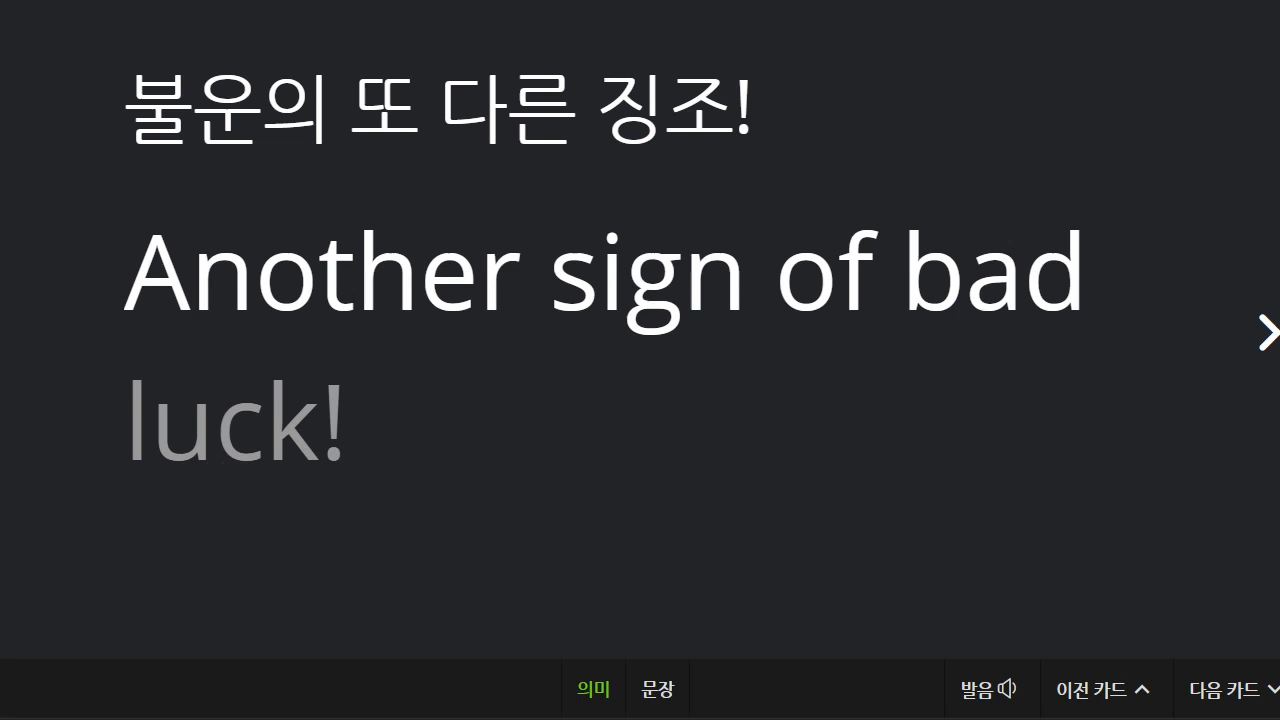 불운의 또 다른 징조!
Another sign of bad
luck!
의미 문장 발음 이전 카드 다음 카드